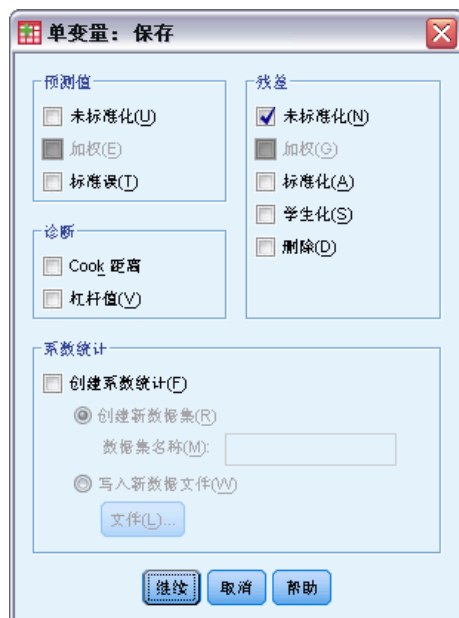 单变量：保存
预测值
未标准化(U)
加权(E)
标准误(T)
残差
未标准化(N)
加权(G)
标准化(A)
学生化(S)
删除(D)
诊断
Cook 距离
杠杆值(V)
系数统计
创建系数统计(F)
创建新数据集(R)
数据集名称(M):
写入新数据文件(W)
文件(L)...
继续
取消
帮助